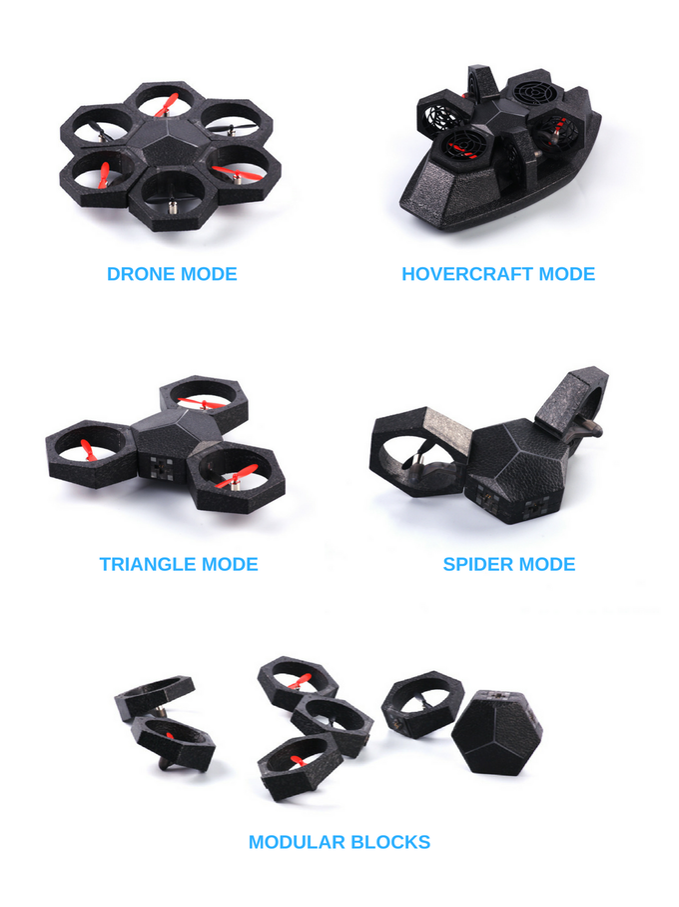 DRONE MODE
HOVERCRAFT MODE
TRIANGLE MODE
SPIDER MODE
MODULAR BLOCKS